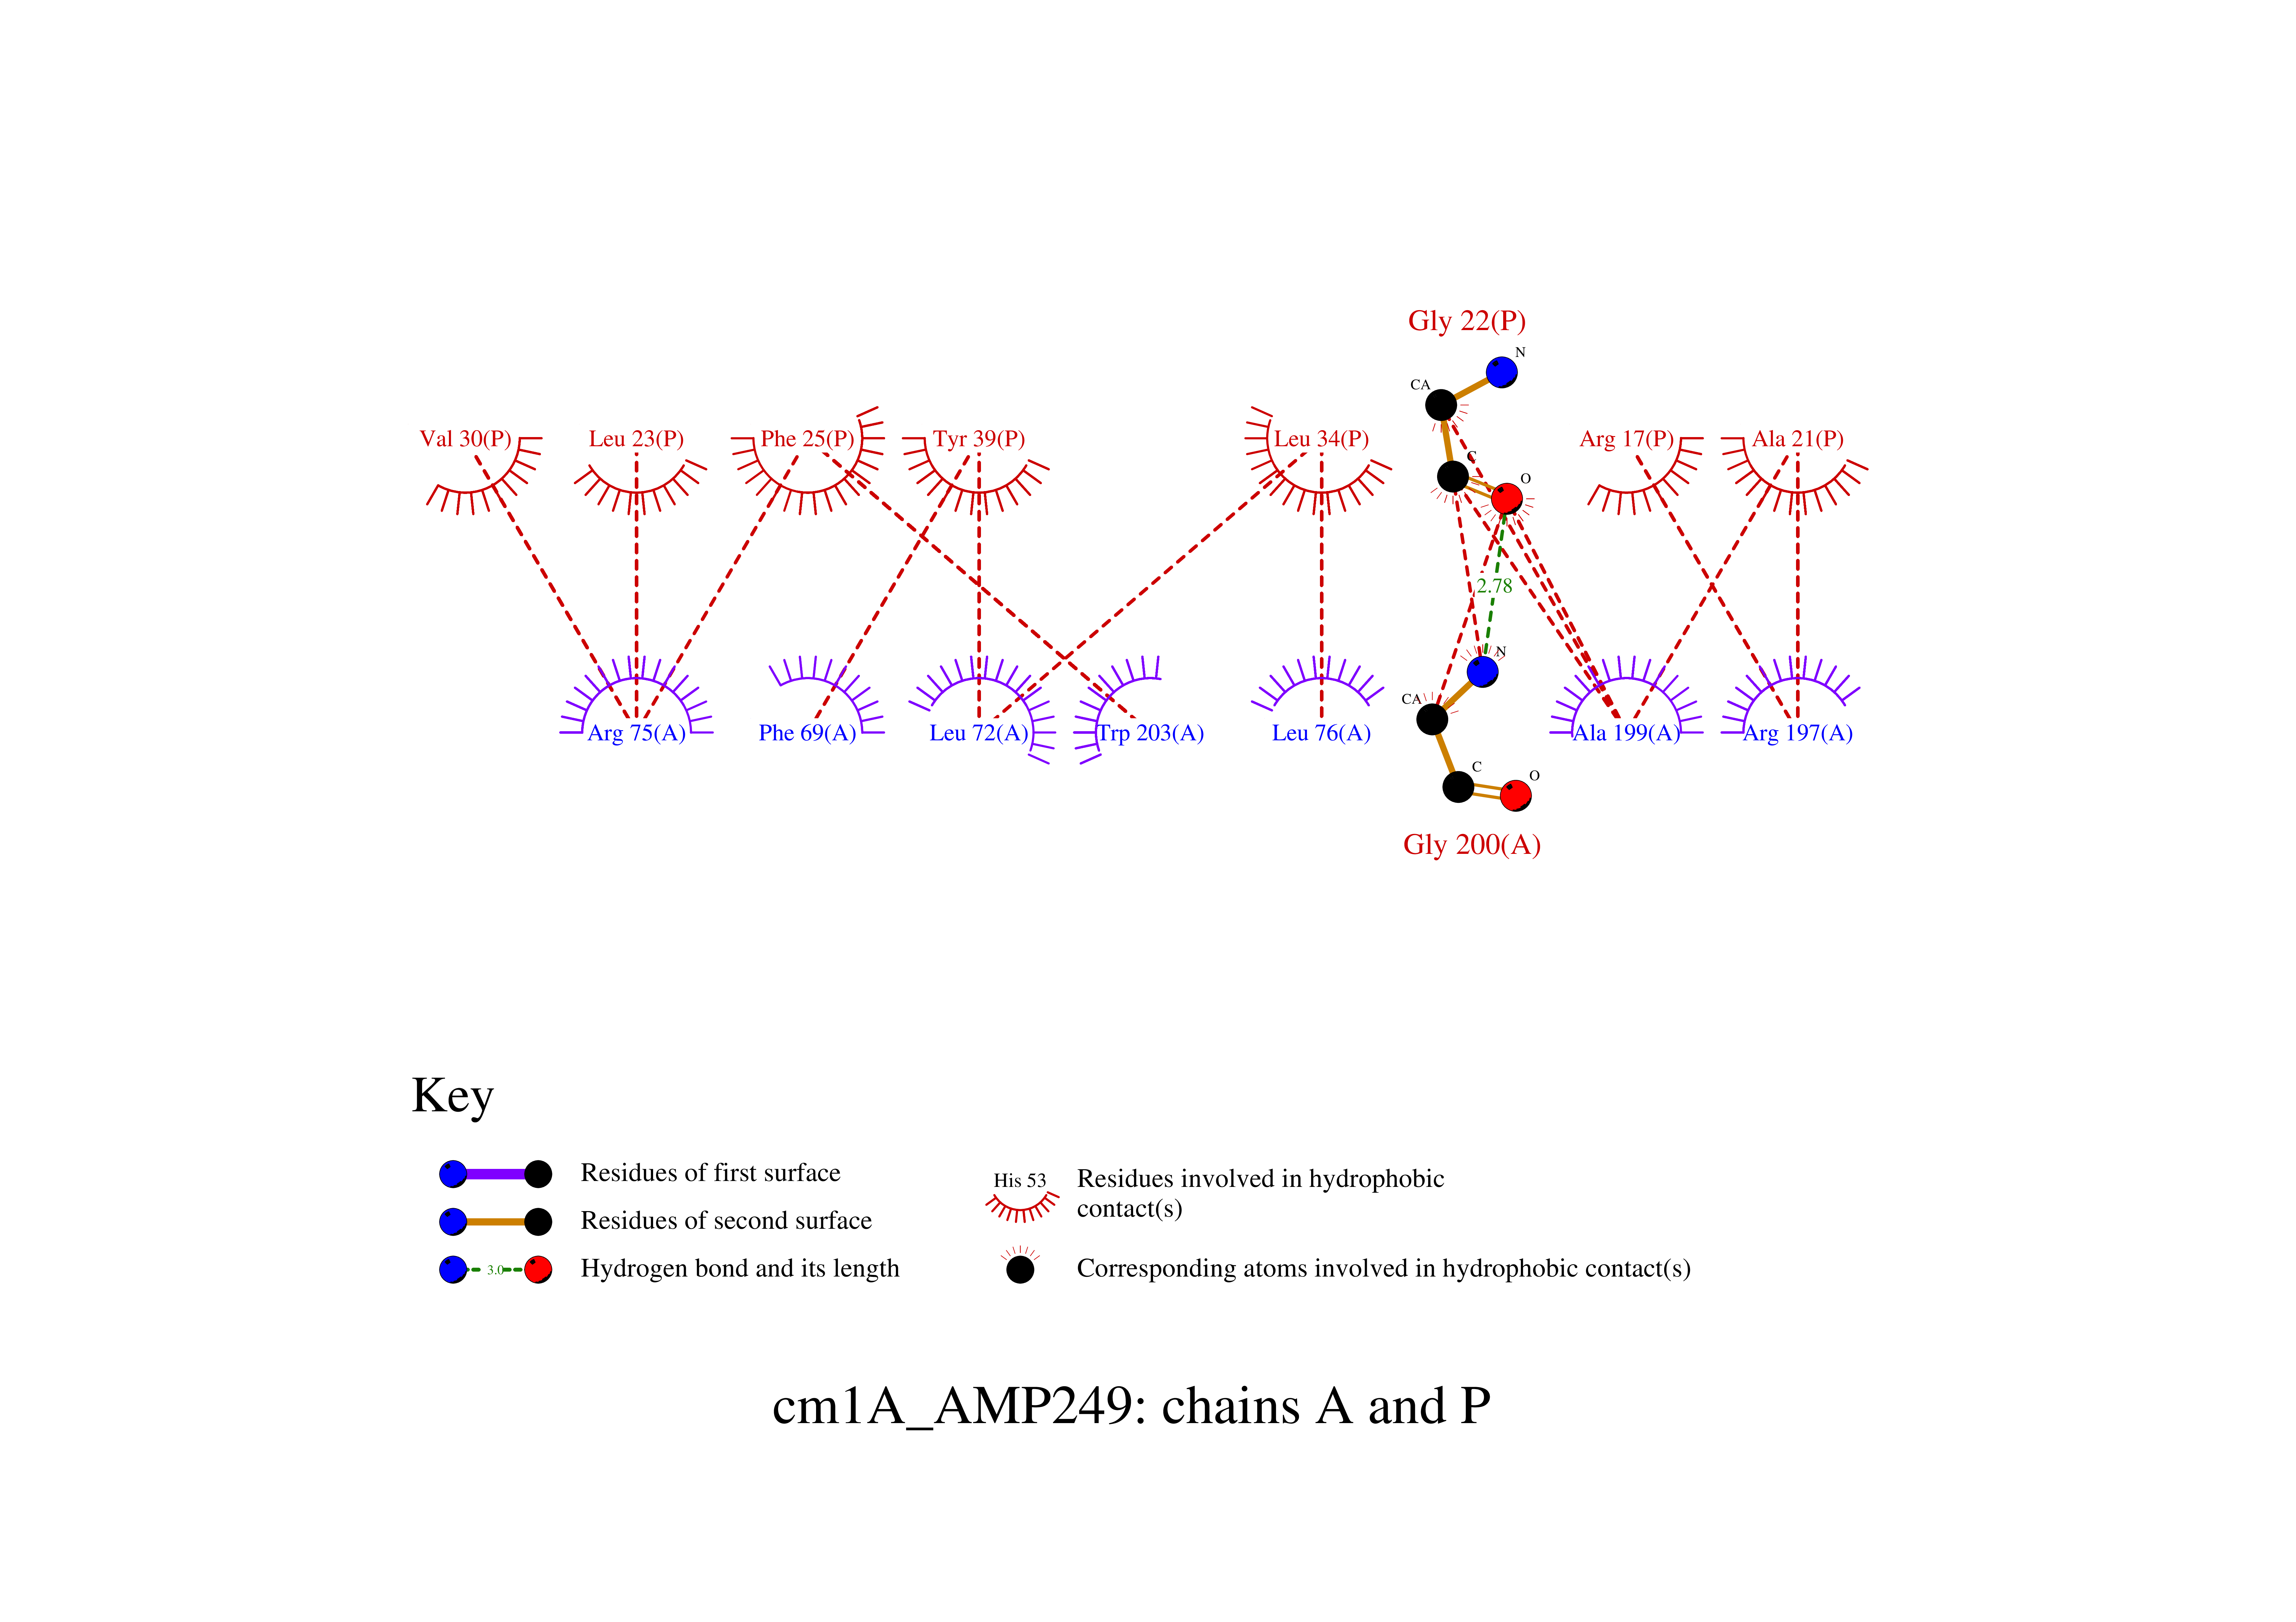 Gly 22(P)
N
CA
Val 30(P) Leu 23(P) Phe 25(P) Tyr 39(P) Leu 34(P) Arg 17(P) Ala 21(P)
C
O
2.78
N
CA
Arg 75(A) Phe 69(A) Leu 72(A) Trp 203(A) Leu 76(A) Ala 199(A) Arg 197(A)
C
O
Gly 200(A)
Key
Residues of first surface
Residues of second surface
3.0 Hydrogen bond and its length
His 53 Residues involved in hydrophobic
contact(s)
Corresponding atoms involved in hydrophobic contact(s)
cm1A_AMP249: chains A and P